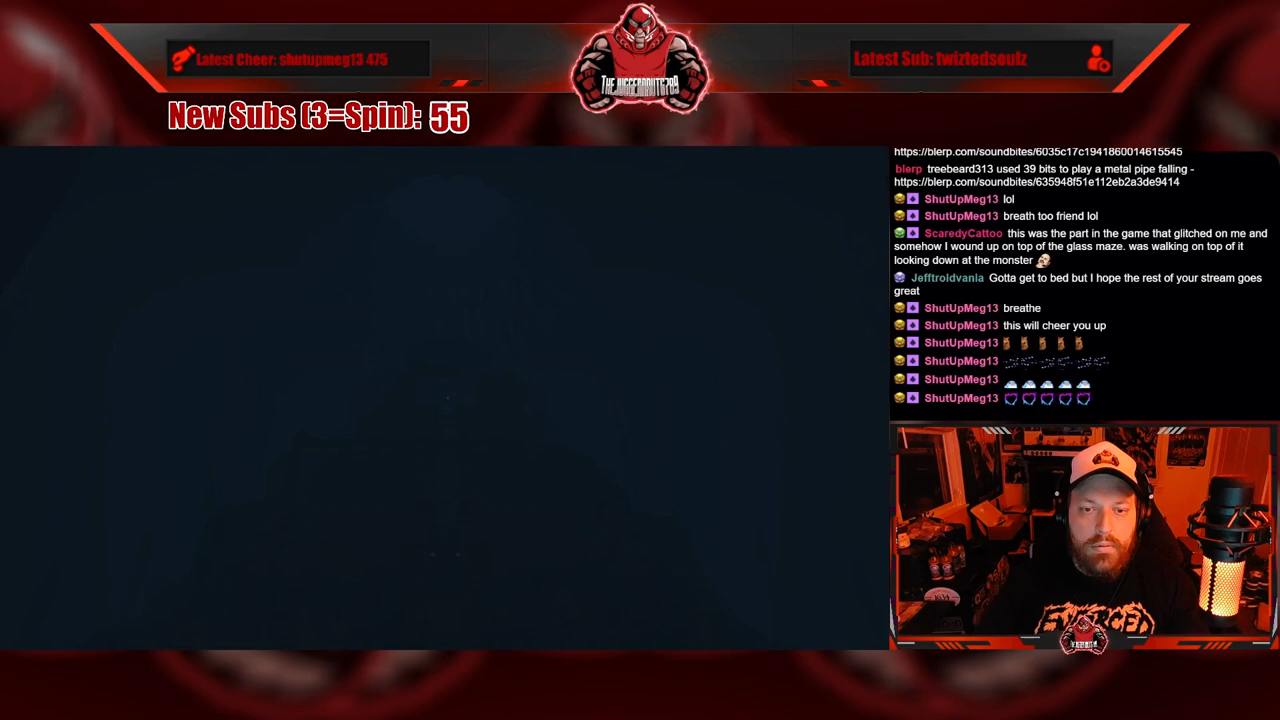 Latest Cheer: shutupmeg13 475
THEJUGGERNAUT6789
Latest Sub: twiztedsoulz
New Subs (3=Spin): 55
https://blerp.com/soundbites/6035c17c1941860014615545
blerp treebeard313 used 39 bits to play a metal pipe falling -
https://blerp.com/soundbites/635948f51e112eb2a3de9414
ShutUpMeg13 lol
ShutUpMeg13 breath too friend lol
ScaredyCattoo this was the part in the game that glitched on me and
somehow I wound up on top of the glass maze. was walking on top of it
looking down at the monster
Jefftroidvania Gotta get to bed but I hope the rest of your stream goes
great
ShutUpMeg13 breathe
ShutUpMeg13 this will cheer you up
ShutUpMeg13
ShutUpMeg13
ShutUpMeg13
ShutUpMeg13
ENFORCED